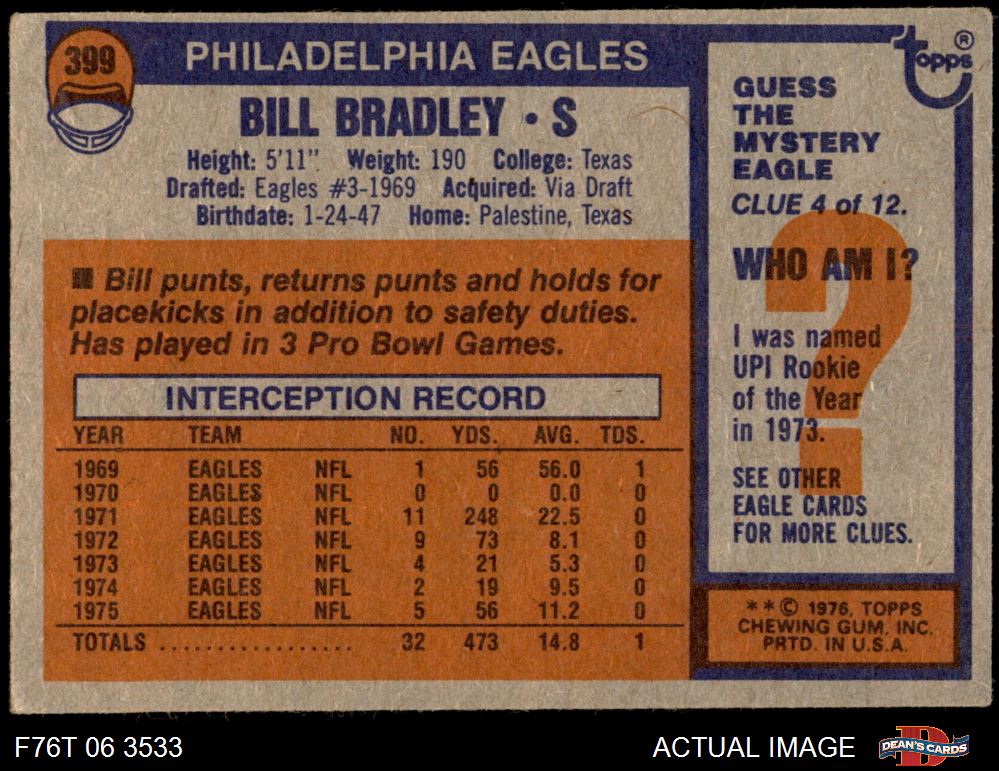 399
PHILADELPHIA EAGLES
BILL BRADLEY • S
Height: 5'11" Weight: 190 College: Texas
Drafted: Eagles #3-1969 Acquired: Via Draft
Birthdate: 1-24-47 Home: Palestine, Texas
■ Bill punts, returns punts and holds for
placekicks in addition to safety duties.
Has played in 3 Pro Bowl Games.
INTERCEPTION RECORD
YEAR TEAM NO. YDS. AVG. TDS.
1969 EAGLES NFL 1 56 56.0 1
1970 EAGLES NFL 0 0 0.0 0
1971 EAGLES NFL 11 248 22.5 0
1972 EAGLES NFL 9 73 8.1 0
1973 EAGLES NFL 4 21 5.3 0
1974 EAGLES NFL 2 19 9.5 0
1975 EAGLES NFL 5 56 11.2 0
TOTALS .................. 32 473 14.8 1
topps ®
GUESS
THE
MYSTERY
EAGLE
CLUE 4 of 12.
?
WHO AM I?
I was named
UPI Rookie
of the Year
in 1973.
SEE OTHER
EAGLE CARDS
FOR MORE CLUES.
**© 1976, TOPPS
CHEWING GUM, INC.
PRTD. IN U.S.A.
F76T 06 3533
ACTUAL IMAGE
D
DEAN'S CARDS